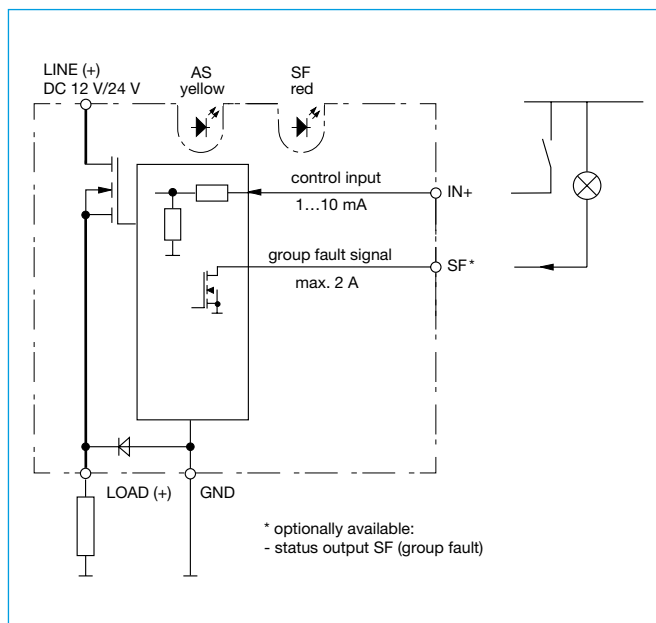 LINE (+)
DC 12 V/24 V
AS
yellow
SF
red
control input
1...10 mA
IN+
group fault signal
max. 2 A
SF*
LOAD (+)
GND
* optionally available:
- status output SF (group fault)